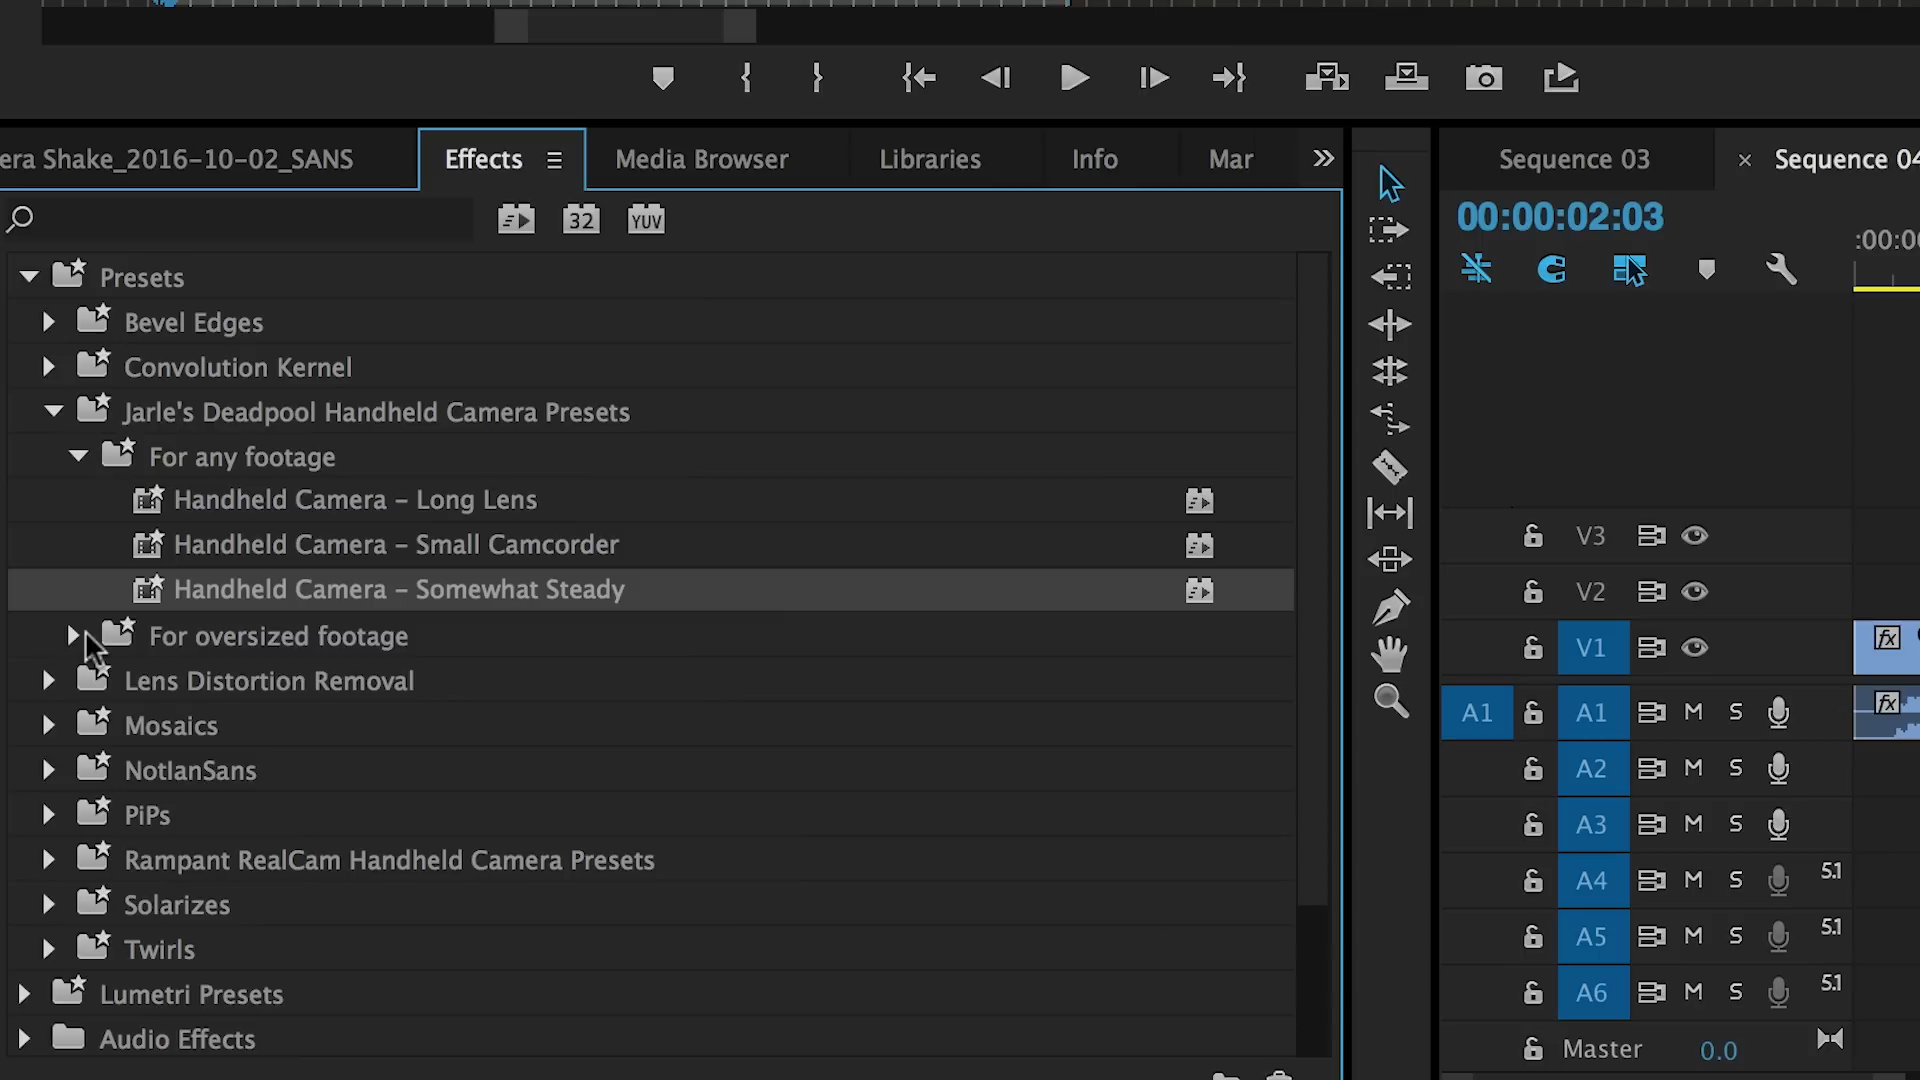 era Shake_2016-10-02_SANS
Effects
Media Browser
Libraries
Info
Mar
Sequence 03
Sequence 04
00:00:02:03
:00:00
32
YUV
Presets
Bevel Edges
Convolution Kernel
Jarle's Deadpool Handheld Camera Presets
For any footage
Handheld Camera – Long Lens
Handheld Camera – Small Camcorder
Handheld Camera – Somewhat Steady
For oversized footage
Lens Distortion Removal
Mosaics
NotIanSans
PiPs
Rampant RealCam Handheld Camera Presets
Solarizes
Twirls
Lumetri Presets
Audio Effects
V3
V2
V1
fx
A1 A1 M S
fx
A2 M S
A3 M S
A4 M S 5.1
A5 M S 5.1
A6 M S 5.1
Master 0.0